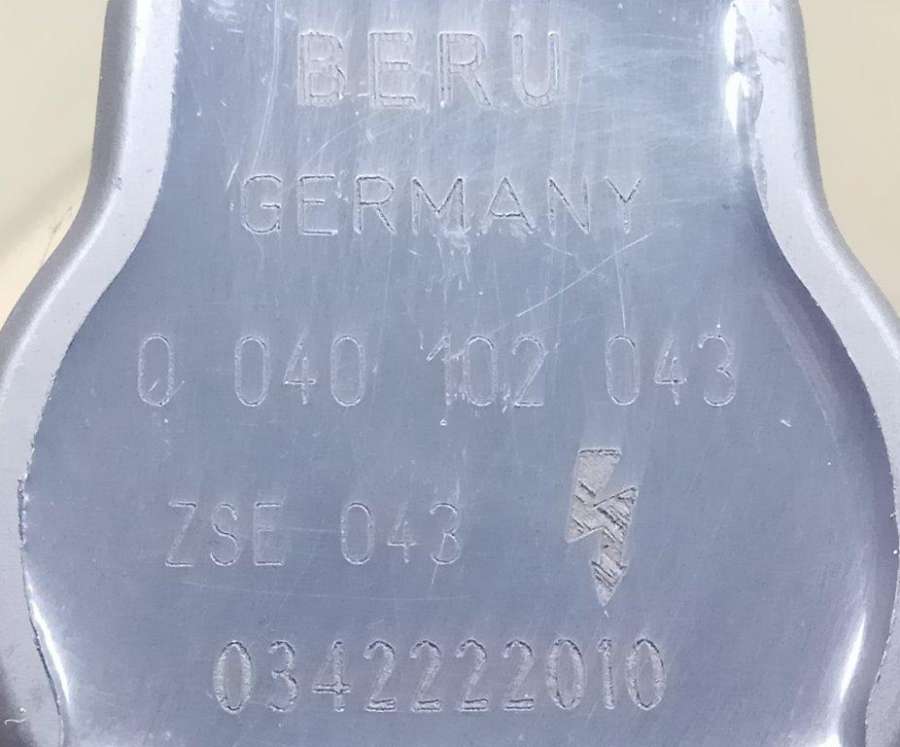 BERU
GERMANY
0 040 102 043
ZSE 043
0342222010